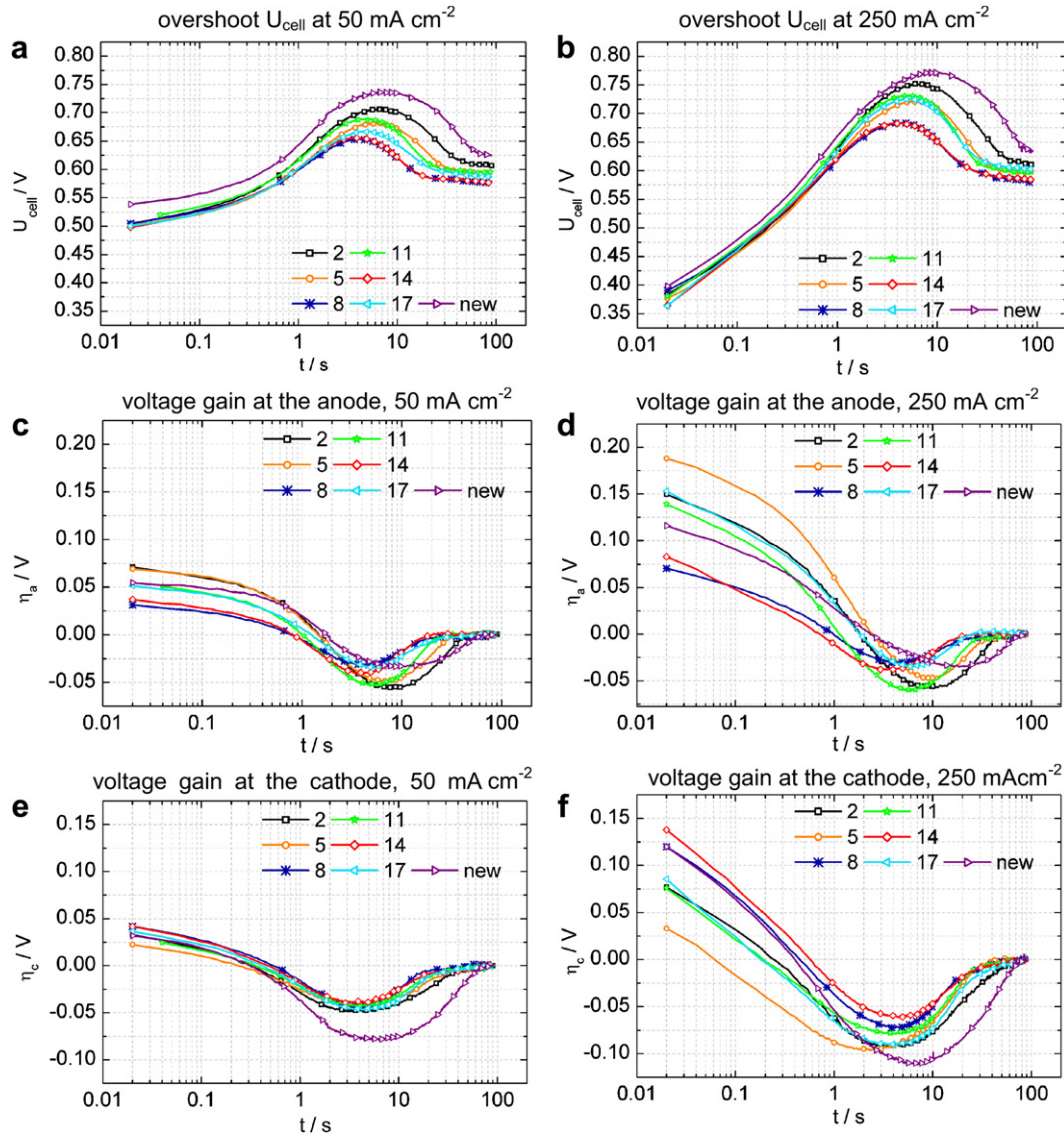 overshoot U_cell at 50 mA cm⁻²
a
0.80
0.75
0.70
0.65
0.60
0.55
0.50
0.45
0.40
0.35
U_cell / V
2 11
5 14
8 17 new
0.01 0.1 1 10 100
t / s
overshoot U_cell at 250 mA cm⁻²
b
0.80
0.75
0.70
0.65
0.60
0.55
0.50
0.45
0.40
0.35
U_cell / V
2 11
5 14
8 17 new
0.01 0.1 1 10 100
t / s
voltage gain at the anode, 50 mA cm⁻²
c
0.20
0.15
0.10
0.05
0.00
-0.05
η_a / V
2 11
5 14
8 17 new
0.01 0.1 1 10 100
t / s
voltage gain at the anode, 250 mA cm⁻²
d
0.20
0.15
0.10
0.05
0.00
-0.05
η_a / V
2 11
5 14
8 17 new
0.01 0.1 1 10 100
t / s
voltage gain at the cathode, 50 mA cm⁻²
e
0.15
0.10
0.05
0.00
-0.05
-0.10
η_c / V
2 11
5 14
8 17 new
0.01 0.1 1 10 100
t / s
voltage gain at the cathode, 250 mAcm⁻²
f
0.15
0.10
0.05
0.00
-0.05
-0.10
η_c / V
2 11
5 14
8 17 new
0.01 0.1 1 10 100
t / s